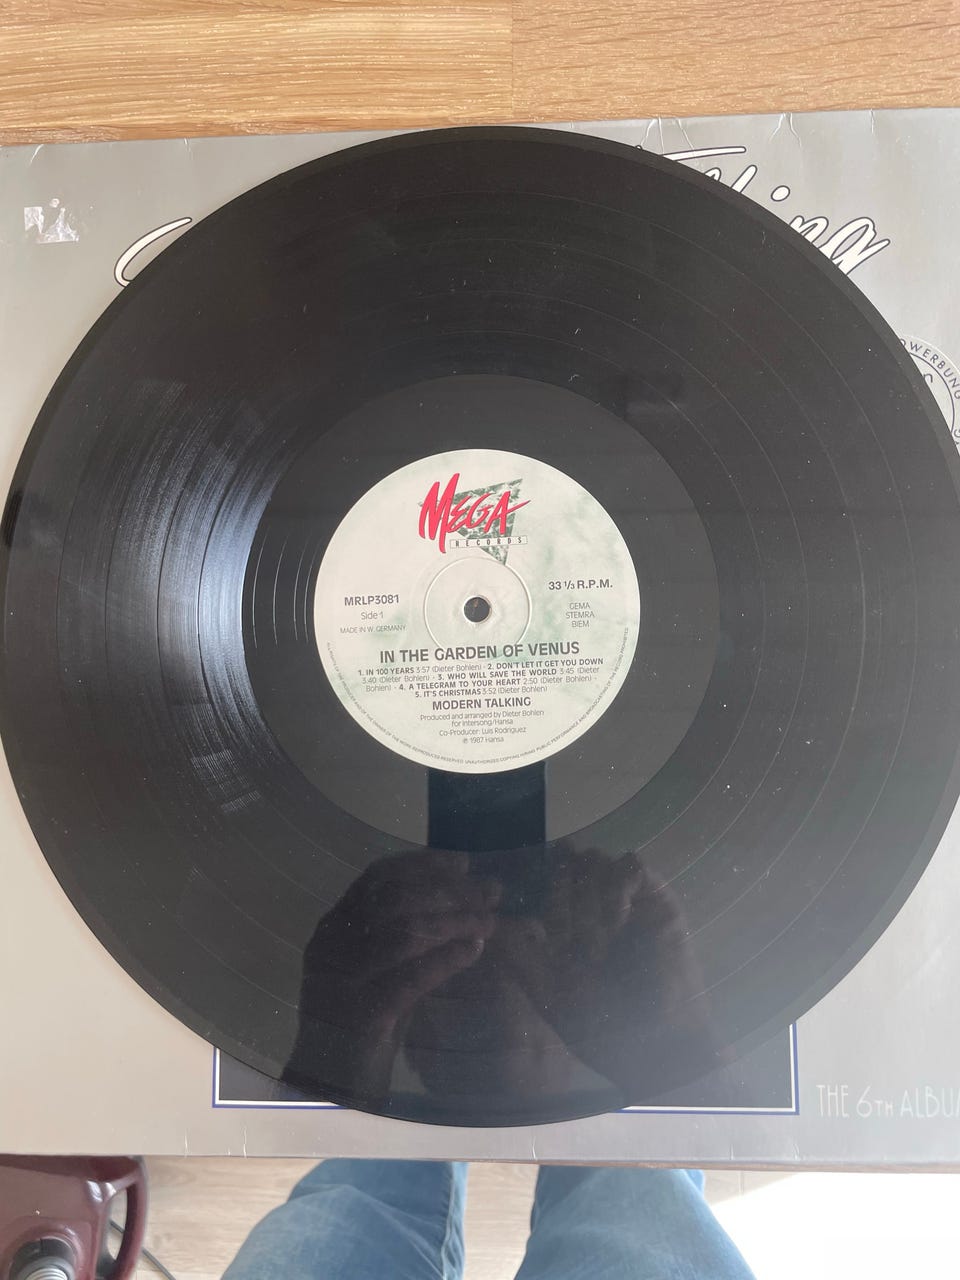 MEGA
RECORDS
33 1/3 R.P.M.
MRLP3081
Side 1
MADE IN W. GERMANY
GEMA
STEMRA
BIEM
IN THE GARDEN OF VENUS
1. IN 100 YEARS 3:57 (Dieter Bohlen) · 2. DON'T LET IT GET YOU DOWN
3:40 (Dieter Bohlen) · 3. WHO WILL SAVE THE WORLD 3:45 (Dieter
Bohlen) · 4. A TELEGRAM TO YOUR HEART 2:50 (Dieter Bohlen) ·
5. IT'S CHRISTMAS 3:52 (Dieter Bohlen)
MODERN TALKING
Produced and arranged by Dieter Bohlen
for Intersong/Hansa
Co-Producer: Luis Rodriguez
℗ 1987 Hansa
THE 6TH ALBU